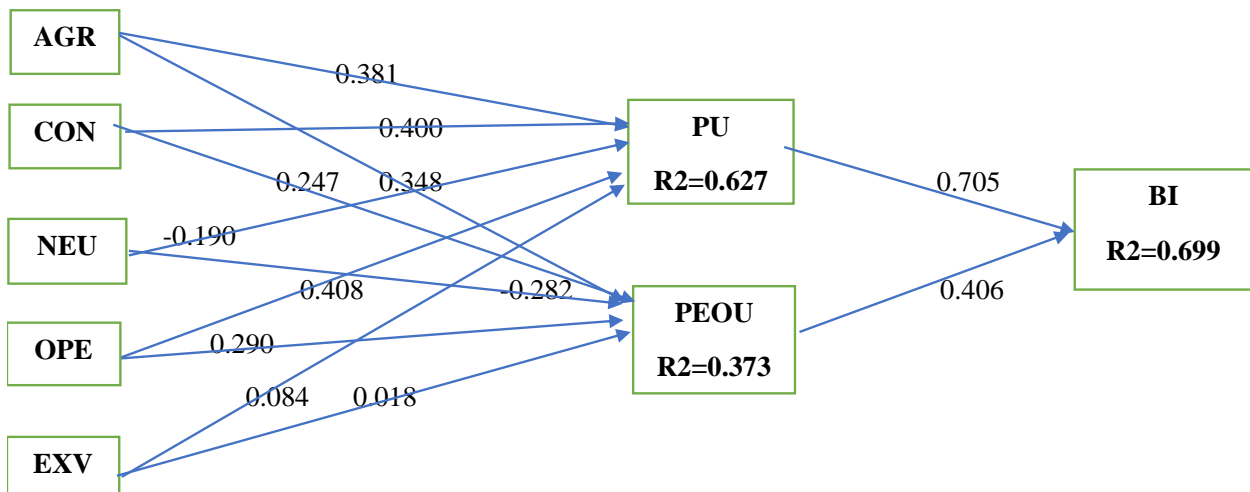 AGR
0.381
CON
0.400
PU
R2=0.627
0.247
0.348
0.705
BI
R2=0.699
NEU
-0.190
0.408
-0.282
0.406
PEOU
R2=0.373
OPE
0.290
0.084
0.018
EXV